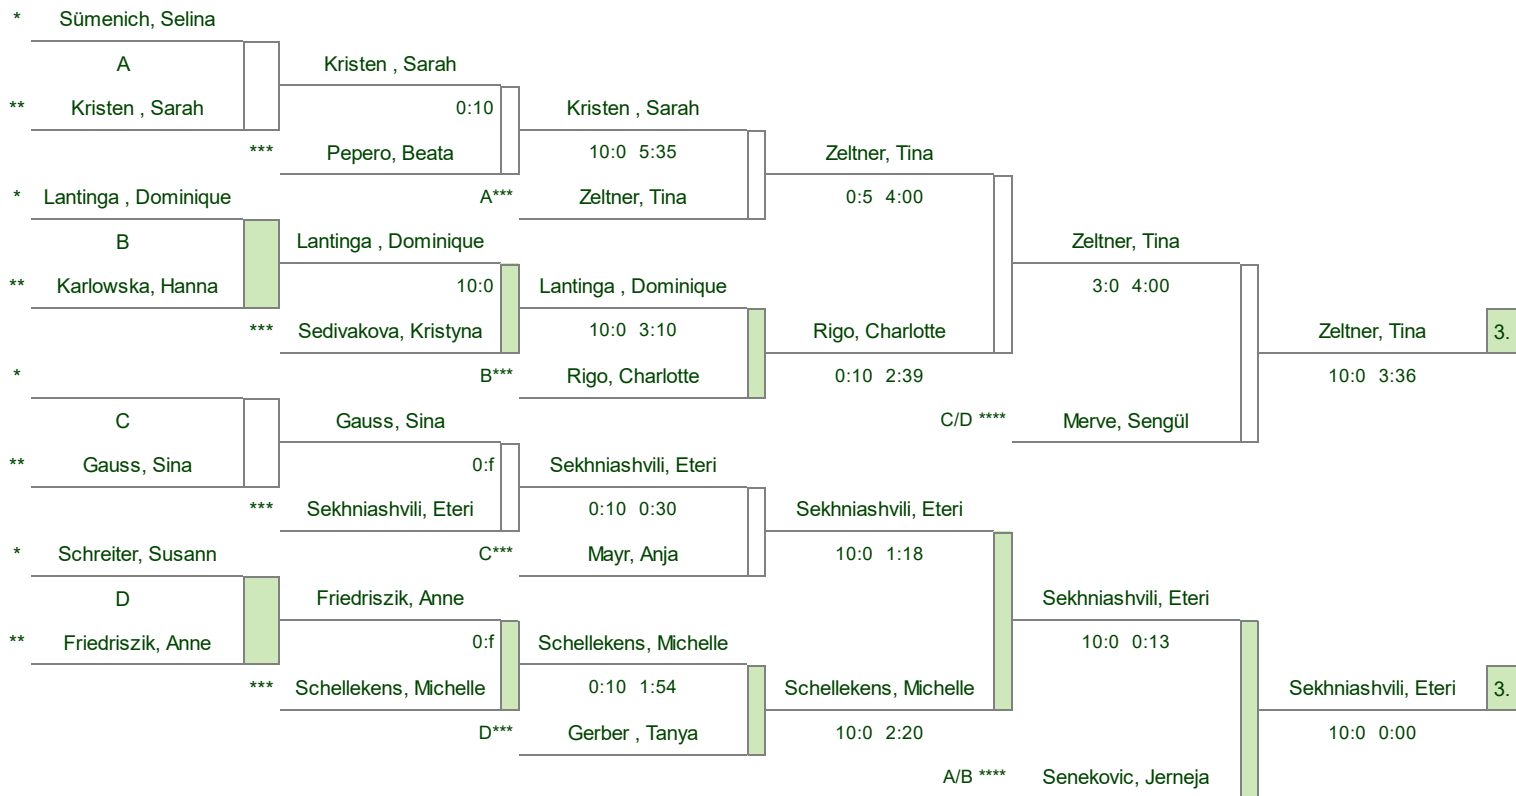 * Sümenich, Selina
A Kristen , Sarah
** Kristen , Sarah 0:10 Kristen , Sarah
*** Pepero, Beata 10:0 5:35 Zeltner, Tina
* Lantinga , Dominique A*** Zeltner, Tina 0:5 4:00
B Lantinga , Dominique Zeltner, Tina
** Karlowska, Hanna 10:0 Lantinga , Dominique 3:0 4:00
*** Sedivakova, Kristyna 10:0 3:10 Rigo, Charlotte Zeltner, Tina 3.
* B*** Rigo, Charlotte 0:10 2:39 10:0 3:36
C Gauss, Sina C/D **** Merve, Sengül
** Gauss, Sina 0:f Sekhniashvili, Eteri
*** Sekhniashvili, Eteri 0:10 0:30 Sekhniashvili, Eteri
* Schreiter, Susann C*** Mayr, Anja 10:0 1:18
D Friedriszik, Anne Sekhniashvili, Eteri
** Friedriszik, Anne 0:f Schellekens, Michelle 10:0 0:13
*** Schellekens, Michelle 0:10 1:54 Schellekens, Michelle Sekhniashvili, Eteri 3.
D*** Gerber , Tanya 10:0 2:20 10:0 0:00
A/B **** Senekovic, Jerneja